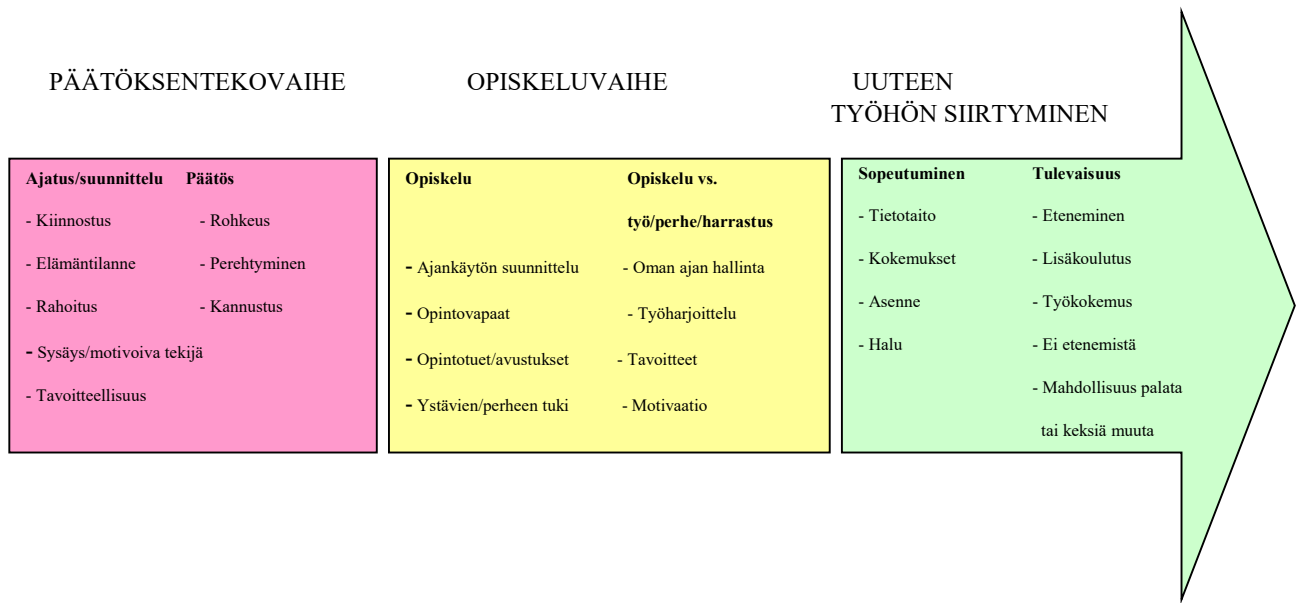 PÄÄTÖKSENTEKOVAIHE
OPISKELUVAIHE
UUTEEN
TYÖHÖN SIIRTYMINEN
Ajatus/suunnittelu
- Kiinnostus
- Elämäntilanne
- Rahoitus
- Sysäys/motivoiva tekijä
- Tavoitteellisuus
Päätös
- Rohkeus
- Perehtyminen
- Kannustus
Opiskelu
- Ajankäytön suunnittelu
- Opintovapaat
- Opintotuet/avustukset
- Ystävien/perheen tuki
Opiskelu vs.
työ/perhe/harrastus
- Oman ajan hallinta
- Työharjoittelu
- Tavoitteet
- Motivaatio
Sopeutuminen
- Tietotaito
- Kokemukset
- Asenne
- Halu
Tulevaisuus
- Eteneminen
- Lisäkoulutus
- Työkokemus
- Ei etenemistä
- Mahdollisuus palata
tai keksiä muuta